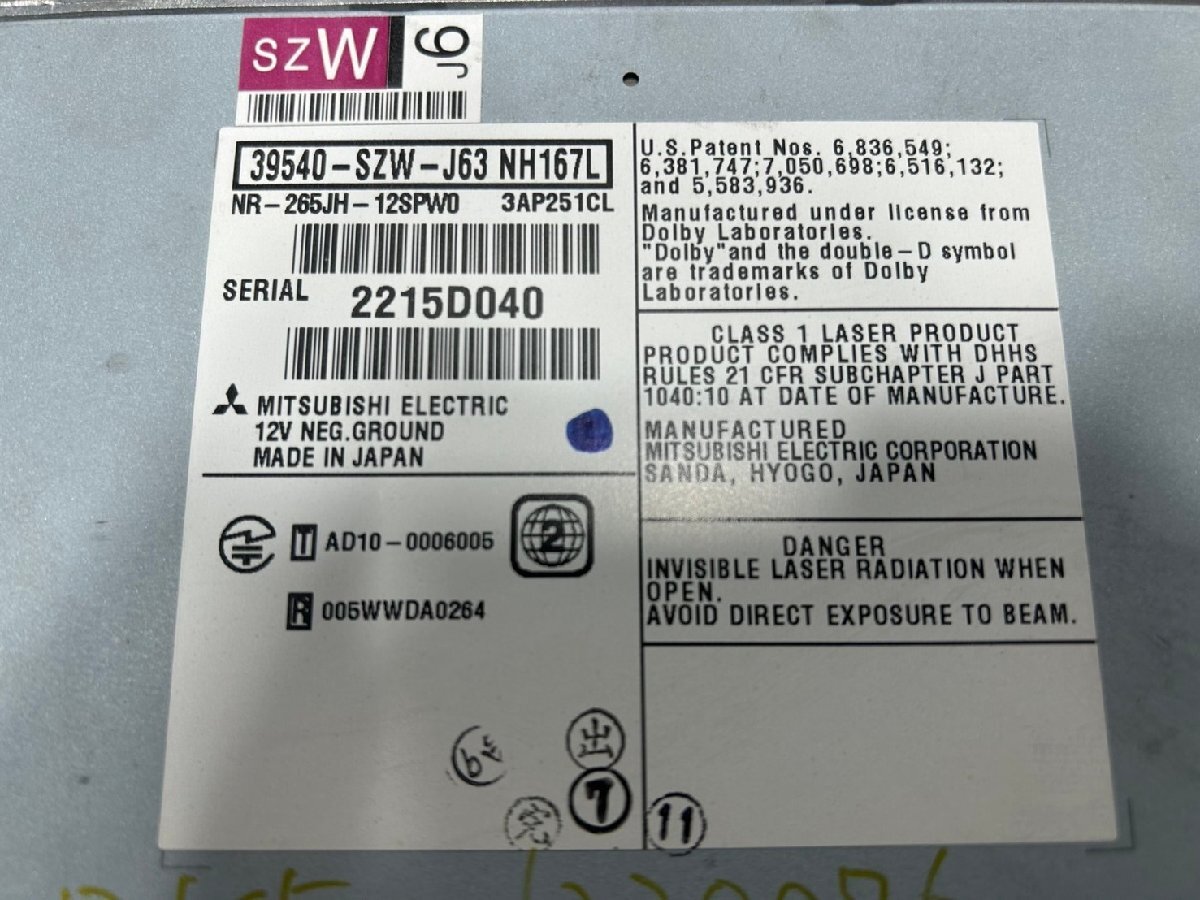 SZW J6
39540-SZW-J63 NH167L
NR-265JH-12SPW0 3AP251CL
SERIAL 2215D040
MITSUBISHI ELECTRIC
12V NEG.GROUND
MADE IN JAPAN
T AD10-0006005
2
R 005WWDA0264
出
7
完
11
U.S.Patent Nos. 6,836,549;
6,381,747;7,050,698;6,516,132;
and 5,583,936.
Manufactured under license from
Dolby Laboratories.
"Dolby"and the double-D symbol
are trademarks of Dolby
Laboratories.
CLASS 1 LASER PRODUCT
PRODUCT COMPLIES WITH DHHS
RULES 21 CFR SUBCHAPTER J PART
1040:10 AT DATE OF MANUFACTURE.
MANUFACTURED
MITSUBISHI ELECTRIC CORPORATION
SANDA, HYOGO, JAPAN
DANGER
INVISIBLE LASER RADIATION WHEN
OPEN.
AVOID DIRECT EXPOSURE TO BEAM.